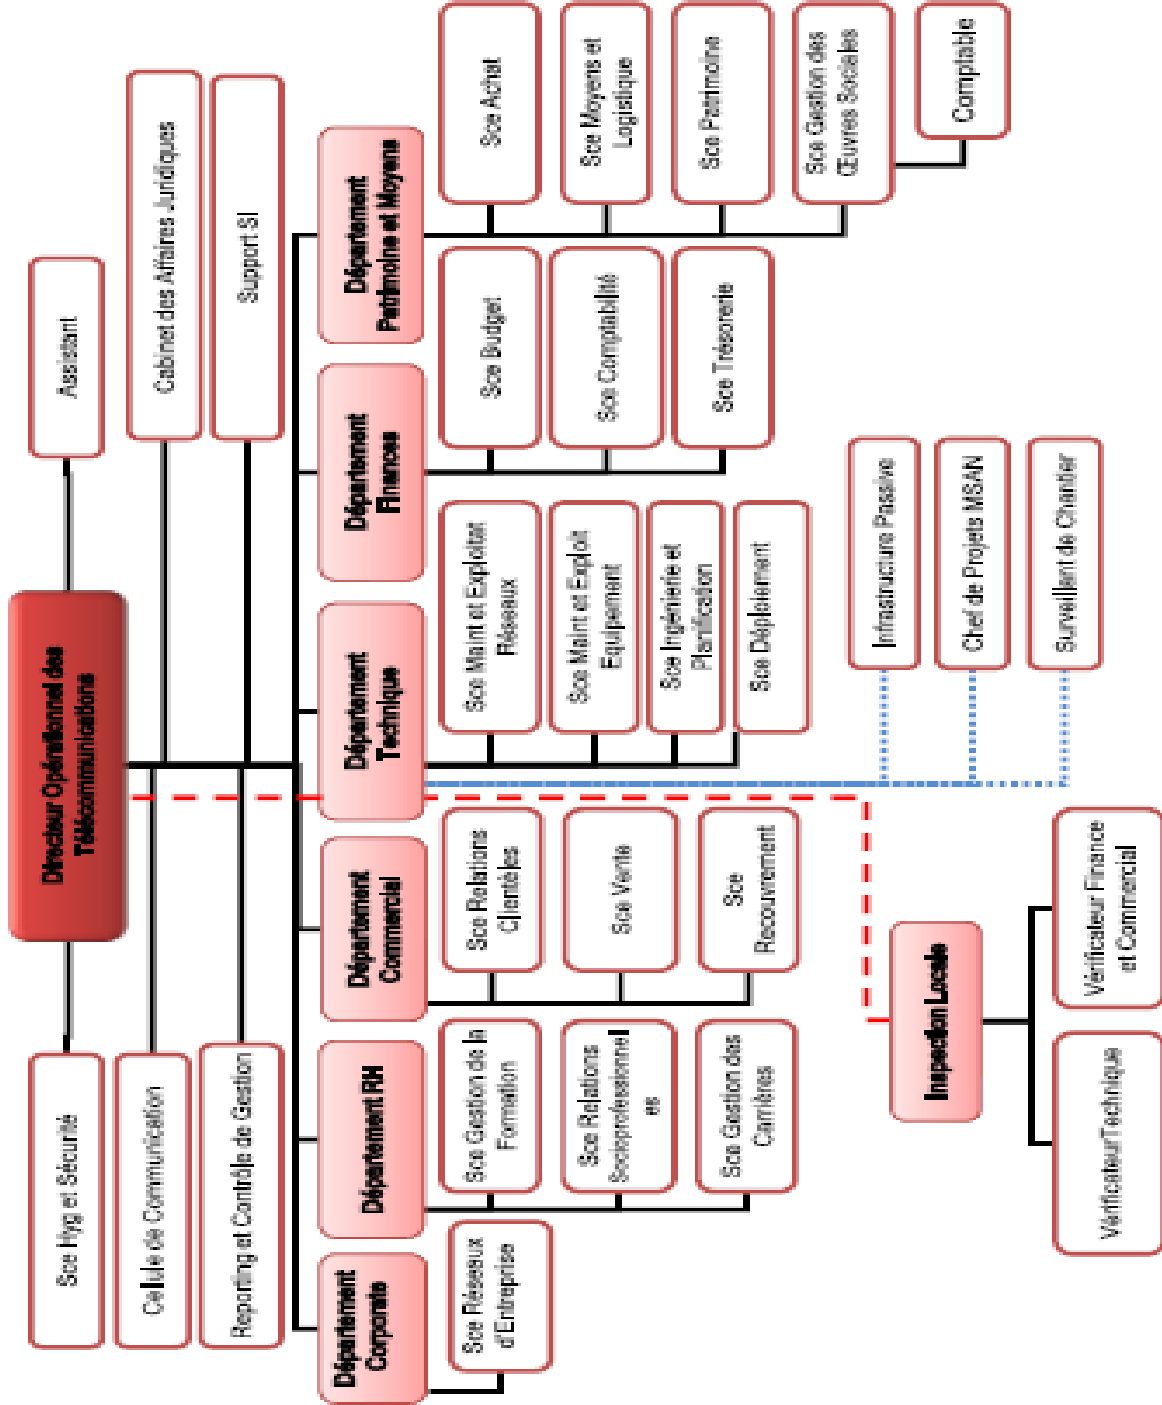 Directeur Opérationnel des
Télécommunications
Sce Hyg et Sécurité
Assistant
Cellule de Communication
Cabinet des Affaires Juridiques
Reporting et Contrôle de Gestion
Support SI
Département
Corporate
Département RH
Département
Commercial
Département
Technique
Département
Finances
Département
Patrimoine et Moyens
Sce Réseaux
d'Entreprise
Sce Gestion de la
Formation
Sce Relations
Socioprofessionnel
es
Sce Gestion des
Carrières
Sce Relations
Clientèles
Sce Vente
Sce
Recouvrement
Sce Maint et Exploitat
Réseaux
Sce Maint et Exploit
Equipement
Sce Ingénierie et
Planification
Sce Déploiement
Sce Budget
Sce Comptabilité
Sce Trésorerie
Sce Achat
Sce Moyens et
Logistique
Sce Patrimoine
Sce Gestion des
Œuvres Sociales
Comptable
Infrastructure Passive
Chef de Projets MSAN
Surveillant de Chantier
Inspection Locale
VérificateurTechnique
Vérificateur Finance
et Commercial